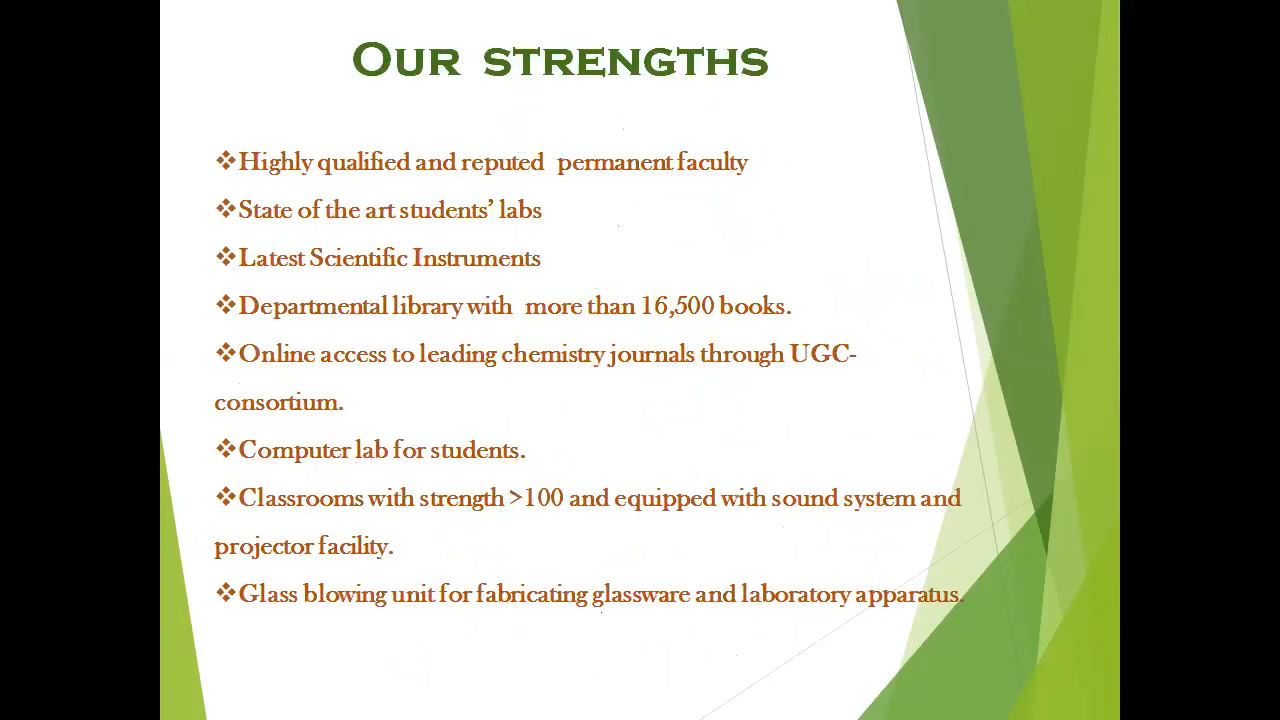 OUR STRENGTHS
❖Highly qualified and reputed permanent faculty
❖State of the art students’ labs
❖Latest Scientific Instruments
❖Departmental library with more than 16,500 books.
❖Online access to leading chemistry journals through UGC-
consortium.
❖Computer lab for students.
❖Classrooms with strength >100 and equipped with sound system and
projector facility.
❖Glass blowing unit for fabricating glassware and laboratory apparatus.